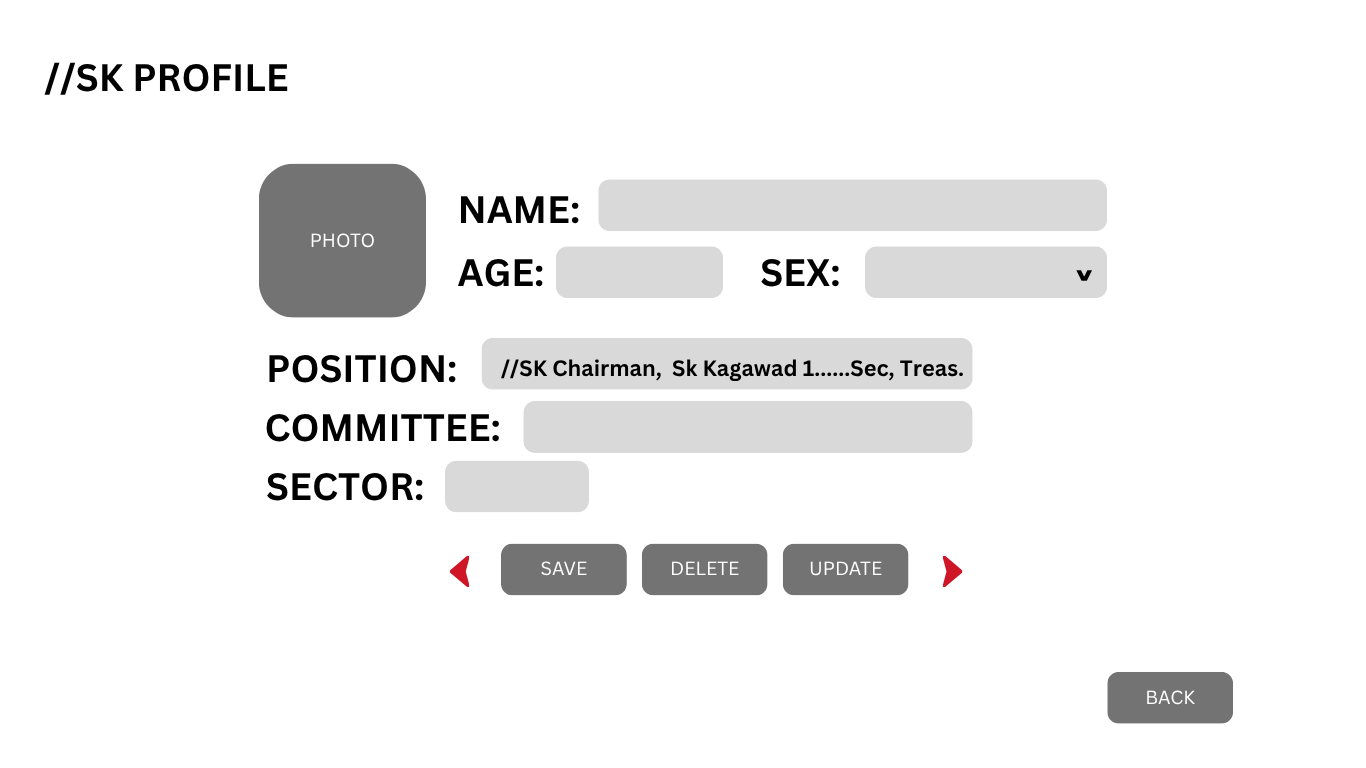 //SK PROFILE
PHOTO
NAME:
AGE:
SEX:
v
POSITION:
//SK Chairman,  Sk Kagawad 1......Sec, Treas.
COMMITTEE:
SECTOR:
SAVE
DELETE
UPDATE
BACK